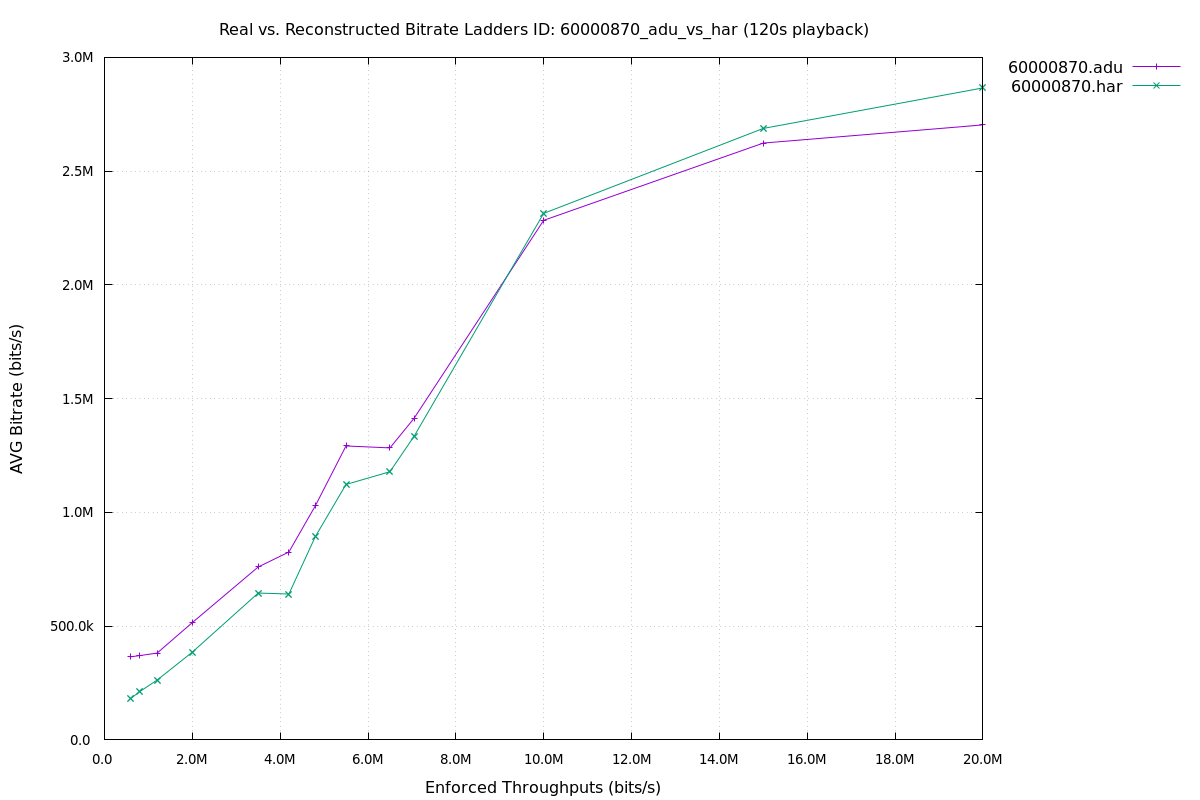 Real vs. Reconstructed Bitrate Ladders ID: 60000870_adu_vs_har (120s playback)
60000870.adu
60000870.har
3.0M
2.5M
2.0M
1.5M
1.0M
500.0k
0.0
AVG Bitrate (bits/s)
0.0 2.0M 4.0M 6.0M 8.0M 10.0M 12.0M 14.0M 16.0M 18.0M 20.0M
Enforced Throughputs (bits/s)